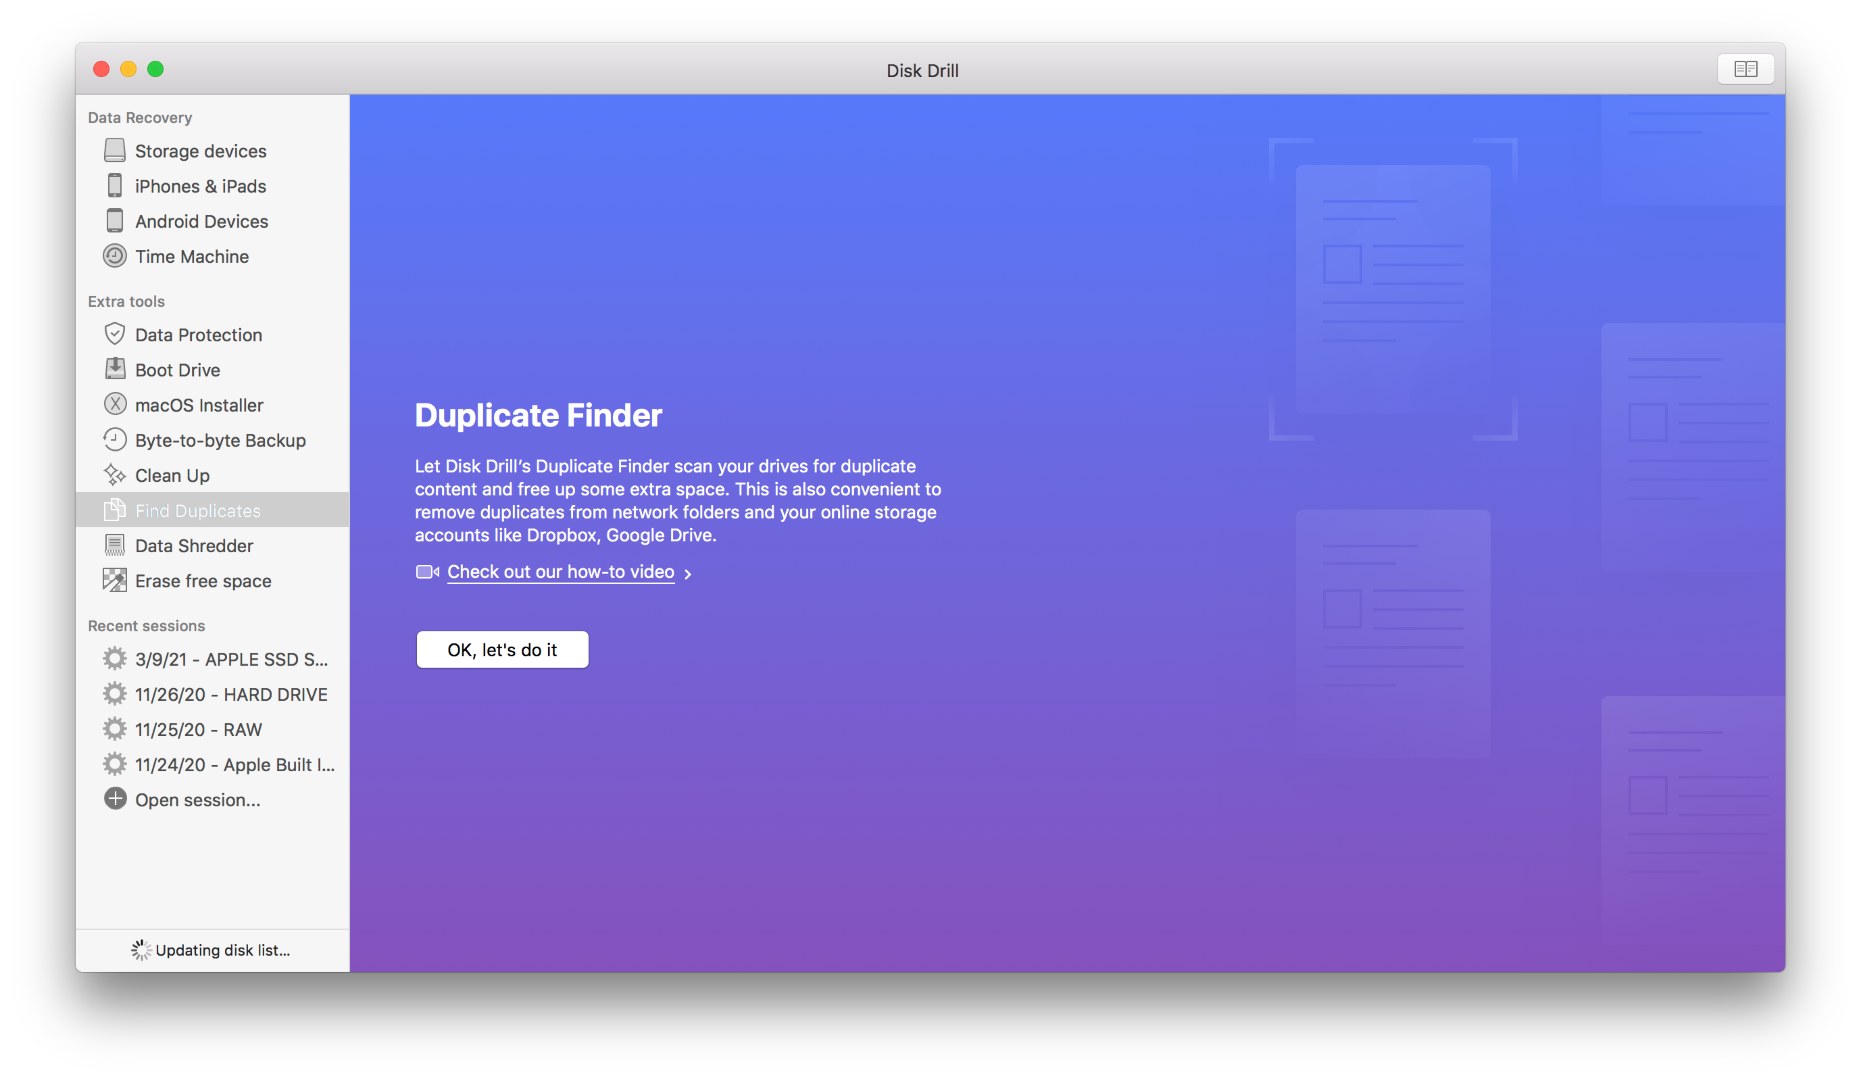 Disk Drill
Data Recovery
Storage devices
iPhones & iPads
Android Devices
Time Machine
Extra tools
Data Protection
Boot Drive
macOS Installer
Byte-to-byte Backup
Clean Up
Find Duplicates
Data Shredder
Erase free space
Recent sessions
3/9/21 - APPLE SSD S...
11/26/20 - HARD DRIVE
11/25/20 - RAW
11/24/20 - Apple Built I...
Open session...
Updating disk list...
Duplicate Finder
Let Disk Drill’s Duplicate Finder scan your drives for duplicate
content and free up some extra space. This is also convenient to
remove duplicates from network folders and your online storage
accounts like Dropbox, Google Drive.
Check out our how-to video
OK, let's do it